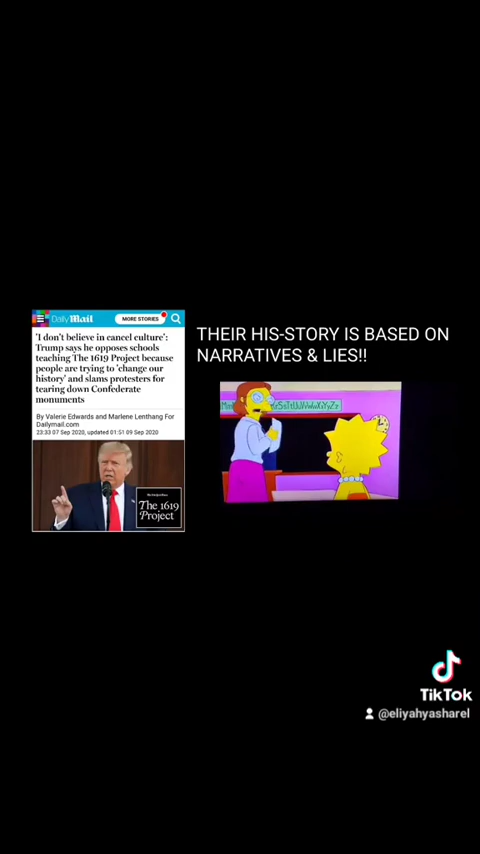 Daily Mail
MORE STORIES
'I don't believe in cancel culture':
Trump says he opposes schools
teaching The 1619 Project because
people are trying to 'change our
history' and slams protesters for
tearing down Confederate
monuments
By Valerie Edwards and Marlene Lenthang For
Dailymail.com
23:33 07 Sep 2020, updated 01:51 09 Sep 2020
The 1619
Project
THEIR HIS-STORY IS BASED ON
NARRATIVES & LIES!!
TikTok
@eliyahyasharel